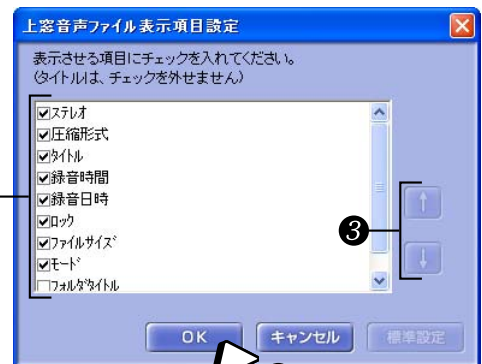 上窓音声ファイル表示項目設定
表示させる項目にチェックを入れてください。
(タイトルは、チェックを外せません)
ステレオ
圧縮形式
タイトル
録音時間
録音日時
ロック
ファイルサイズ
モード
フォルダタイトル
3
OK
キャンセル
標準設定